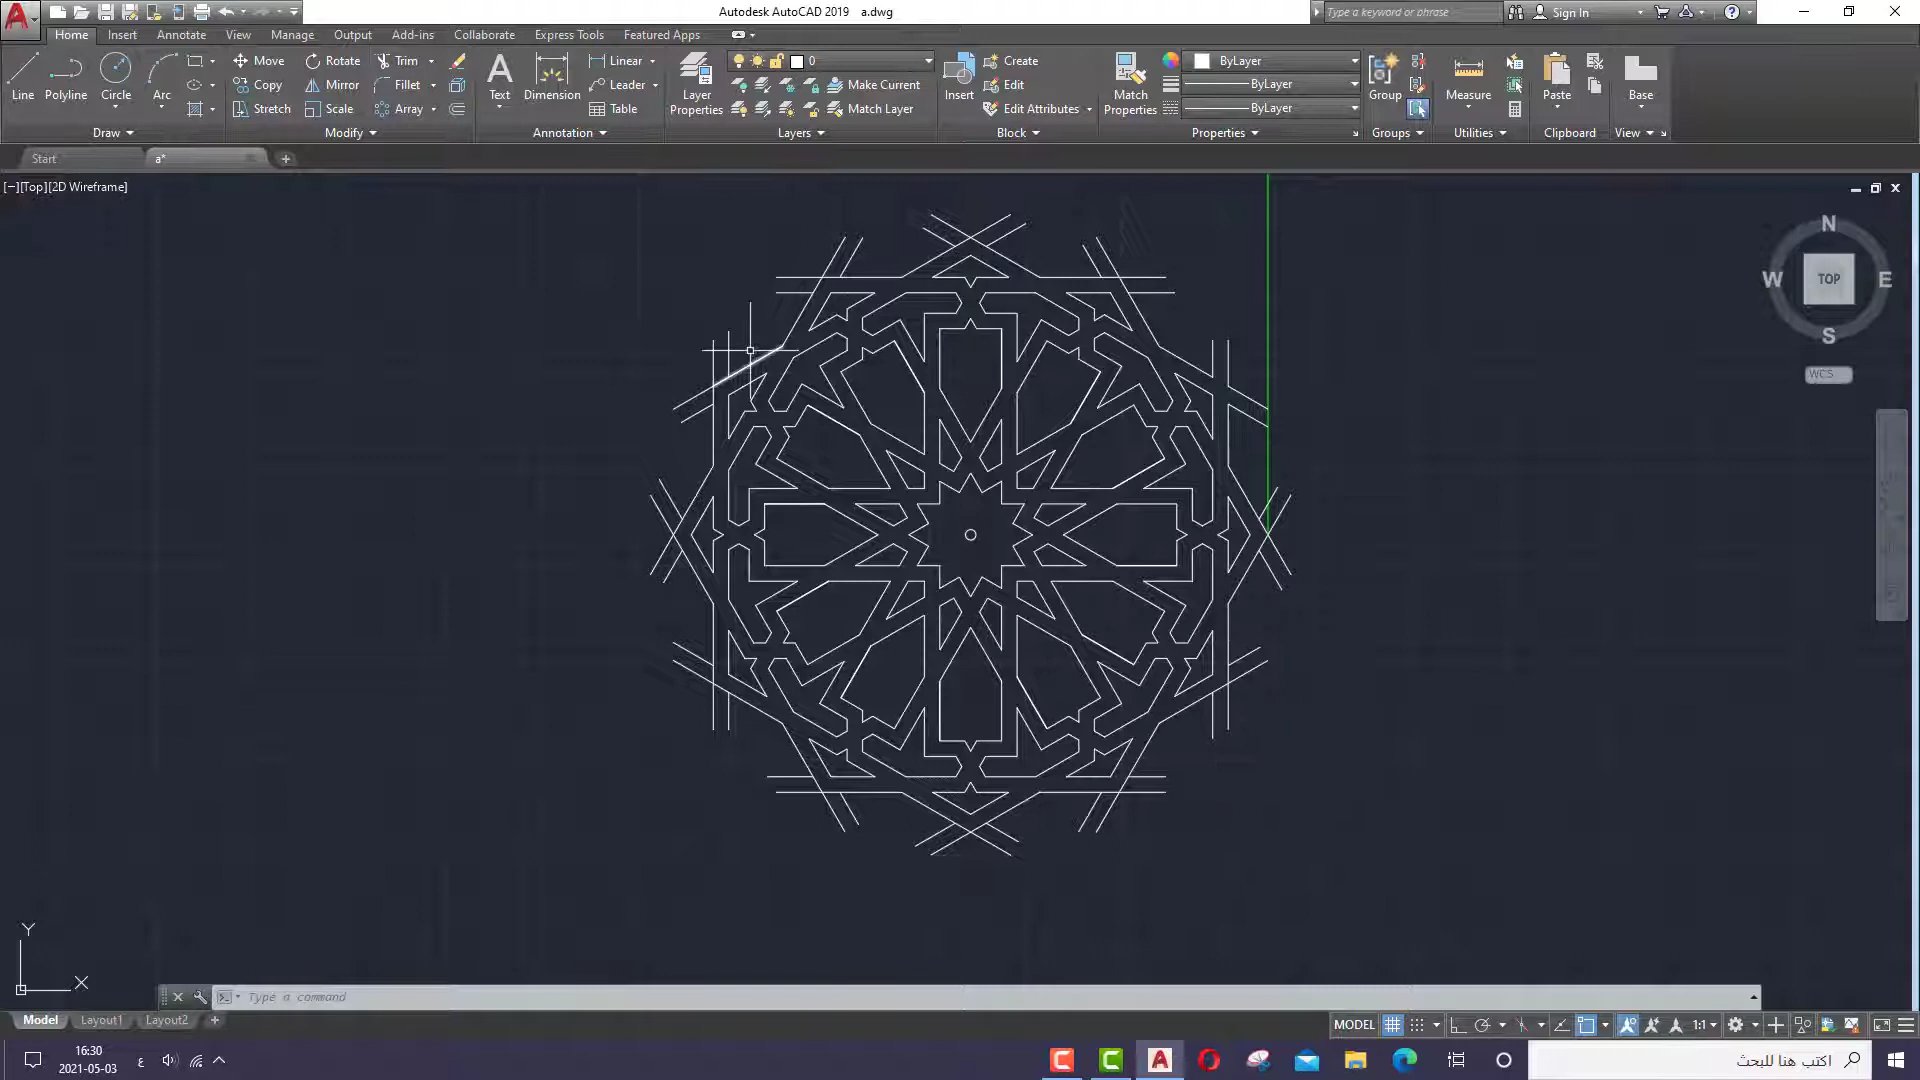 Autodesk AutoCAD 2019 a.dwg
Type a keyword or phrase
Sign In
Home Insert Annotate View Manage Output Add-ins Collaborate Express Tools Featured Apps
Line Polyline Circle Arc
Move Rotate Trim
Copy Mirror Fillet
Stretch Scale Array
Text Dimension
Linear
Leader
Table
Layer Properties
0
Make Current
Match Layer
Insert
Create
Edit
Edit Attributes
Match Properties
ByLayer
ByLayer
ByLayer
Group
Measure
Paste
Base
Draw Modify Annotation Layers Block Properties Groups Utilities Clipboard View
Start a*
[−][Top][2D Wireframe]
N
W TOP E
S
WCS
Y
X
Type a command
Model Layout1 Layout2
MODEL 1:1
16:30
2021-05-03
ع
اكتب هنا للبحث